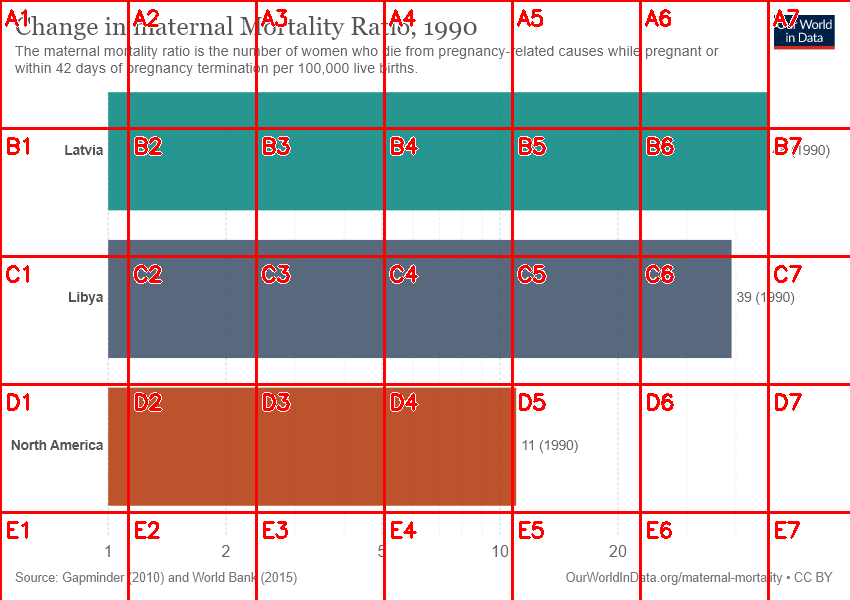 A1 A2 A3 A4 A5 A6 A7
Change in maternal Mortality Ratio, 1990
Our World
in Data
The maternal mortality ratio is the number of women who die from pregnancy-related causes while pregnant or
within 42 days of pregnancy termination per 100,000 live births.
B1 B2 B3 B4 B5 B6 B7
Latvia
(1990)
C1 C2 C3 C4 C5 C6 C7
Libya
39 (1990)
D1 D2 D3 D4 D5 D6 D7
North America
11 (1990)
E1 E2 E3 E4 E5 E6 E7
1 2 5 10 20
Source: Gapminder (2010) and World Bank (2015)
OurWorldInData.org/maternal-mortality • CC BY